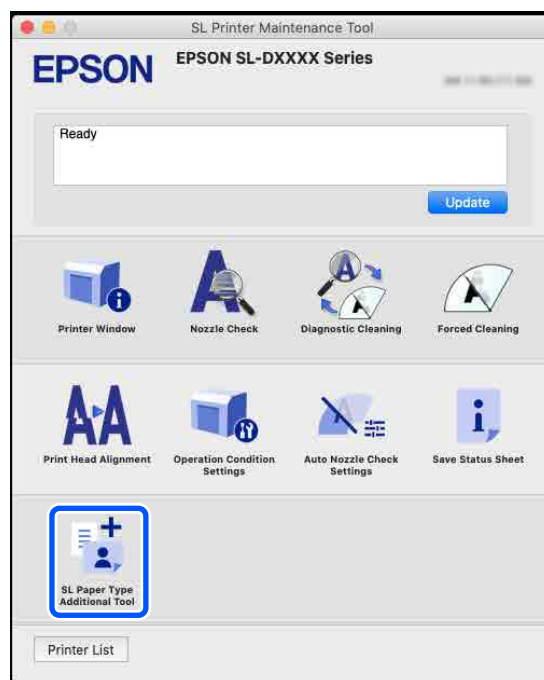 SL Printer Maintenance Tool
EPSON
EPSON SL-DXXXX Series
Ready
Update
Printer Window
Nozzle Check
Diagnostic Cleaning
Forced Cleaning
Print Head Alignment
Operation Condition
Settings
Auto Nozzle Check
Settings
Save Status Sheet
SL Paper Type
Additional Tool
Printer List